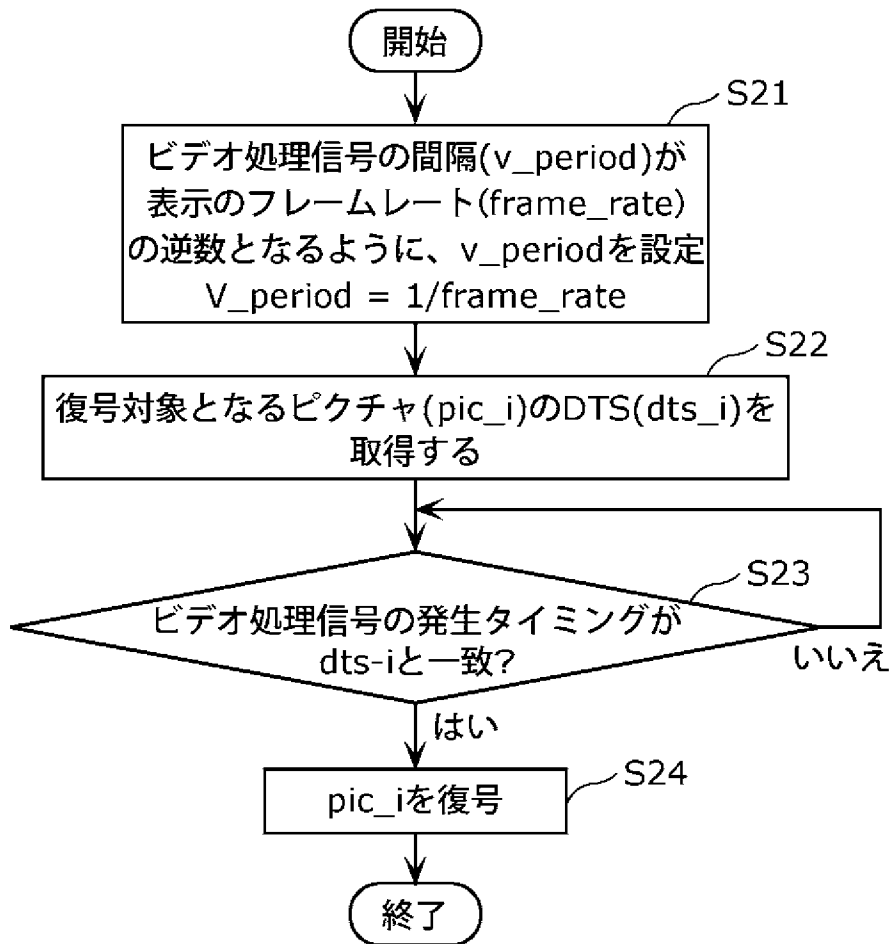 開始
S21
ビデオ処理信号の間隔(v_period)が
表示のフレームレート(frame_rate)
の逆数となるように、v_periodを設定
V_period = 1/frame_rate
S22
復号対象となるピクチャ(pic_i)のDTS(dts_i)を
取得する
S23
ビデオ処理信号の発生タイミングが
dts-iと一致?
いいえ
はい
S24
pic_iを復号
終了